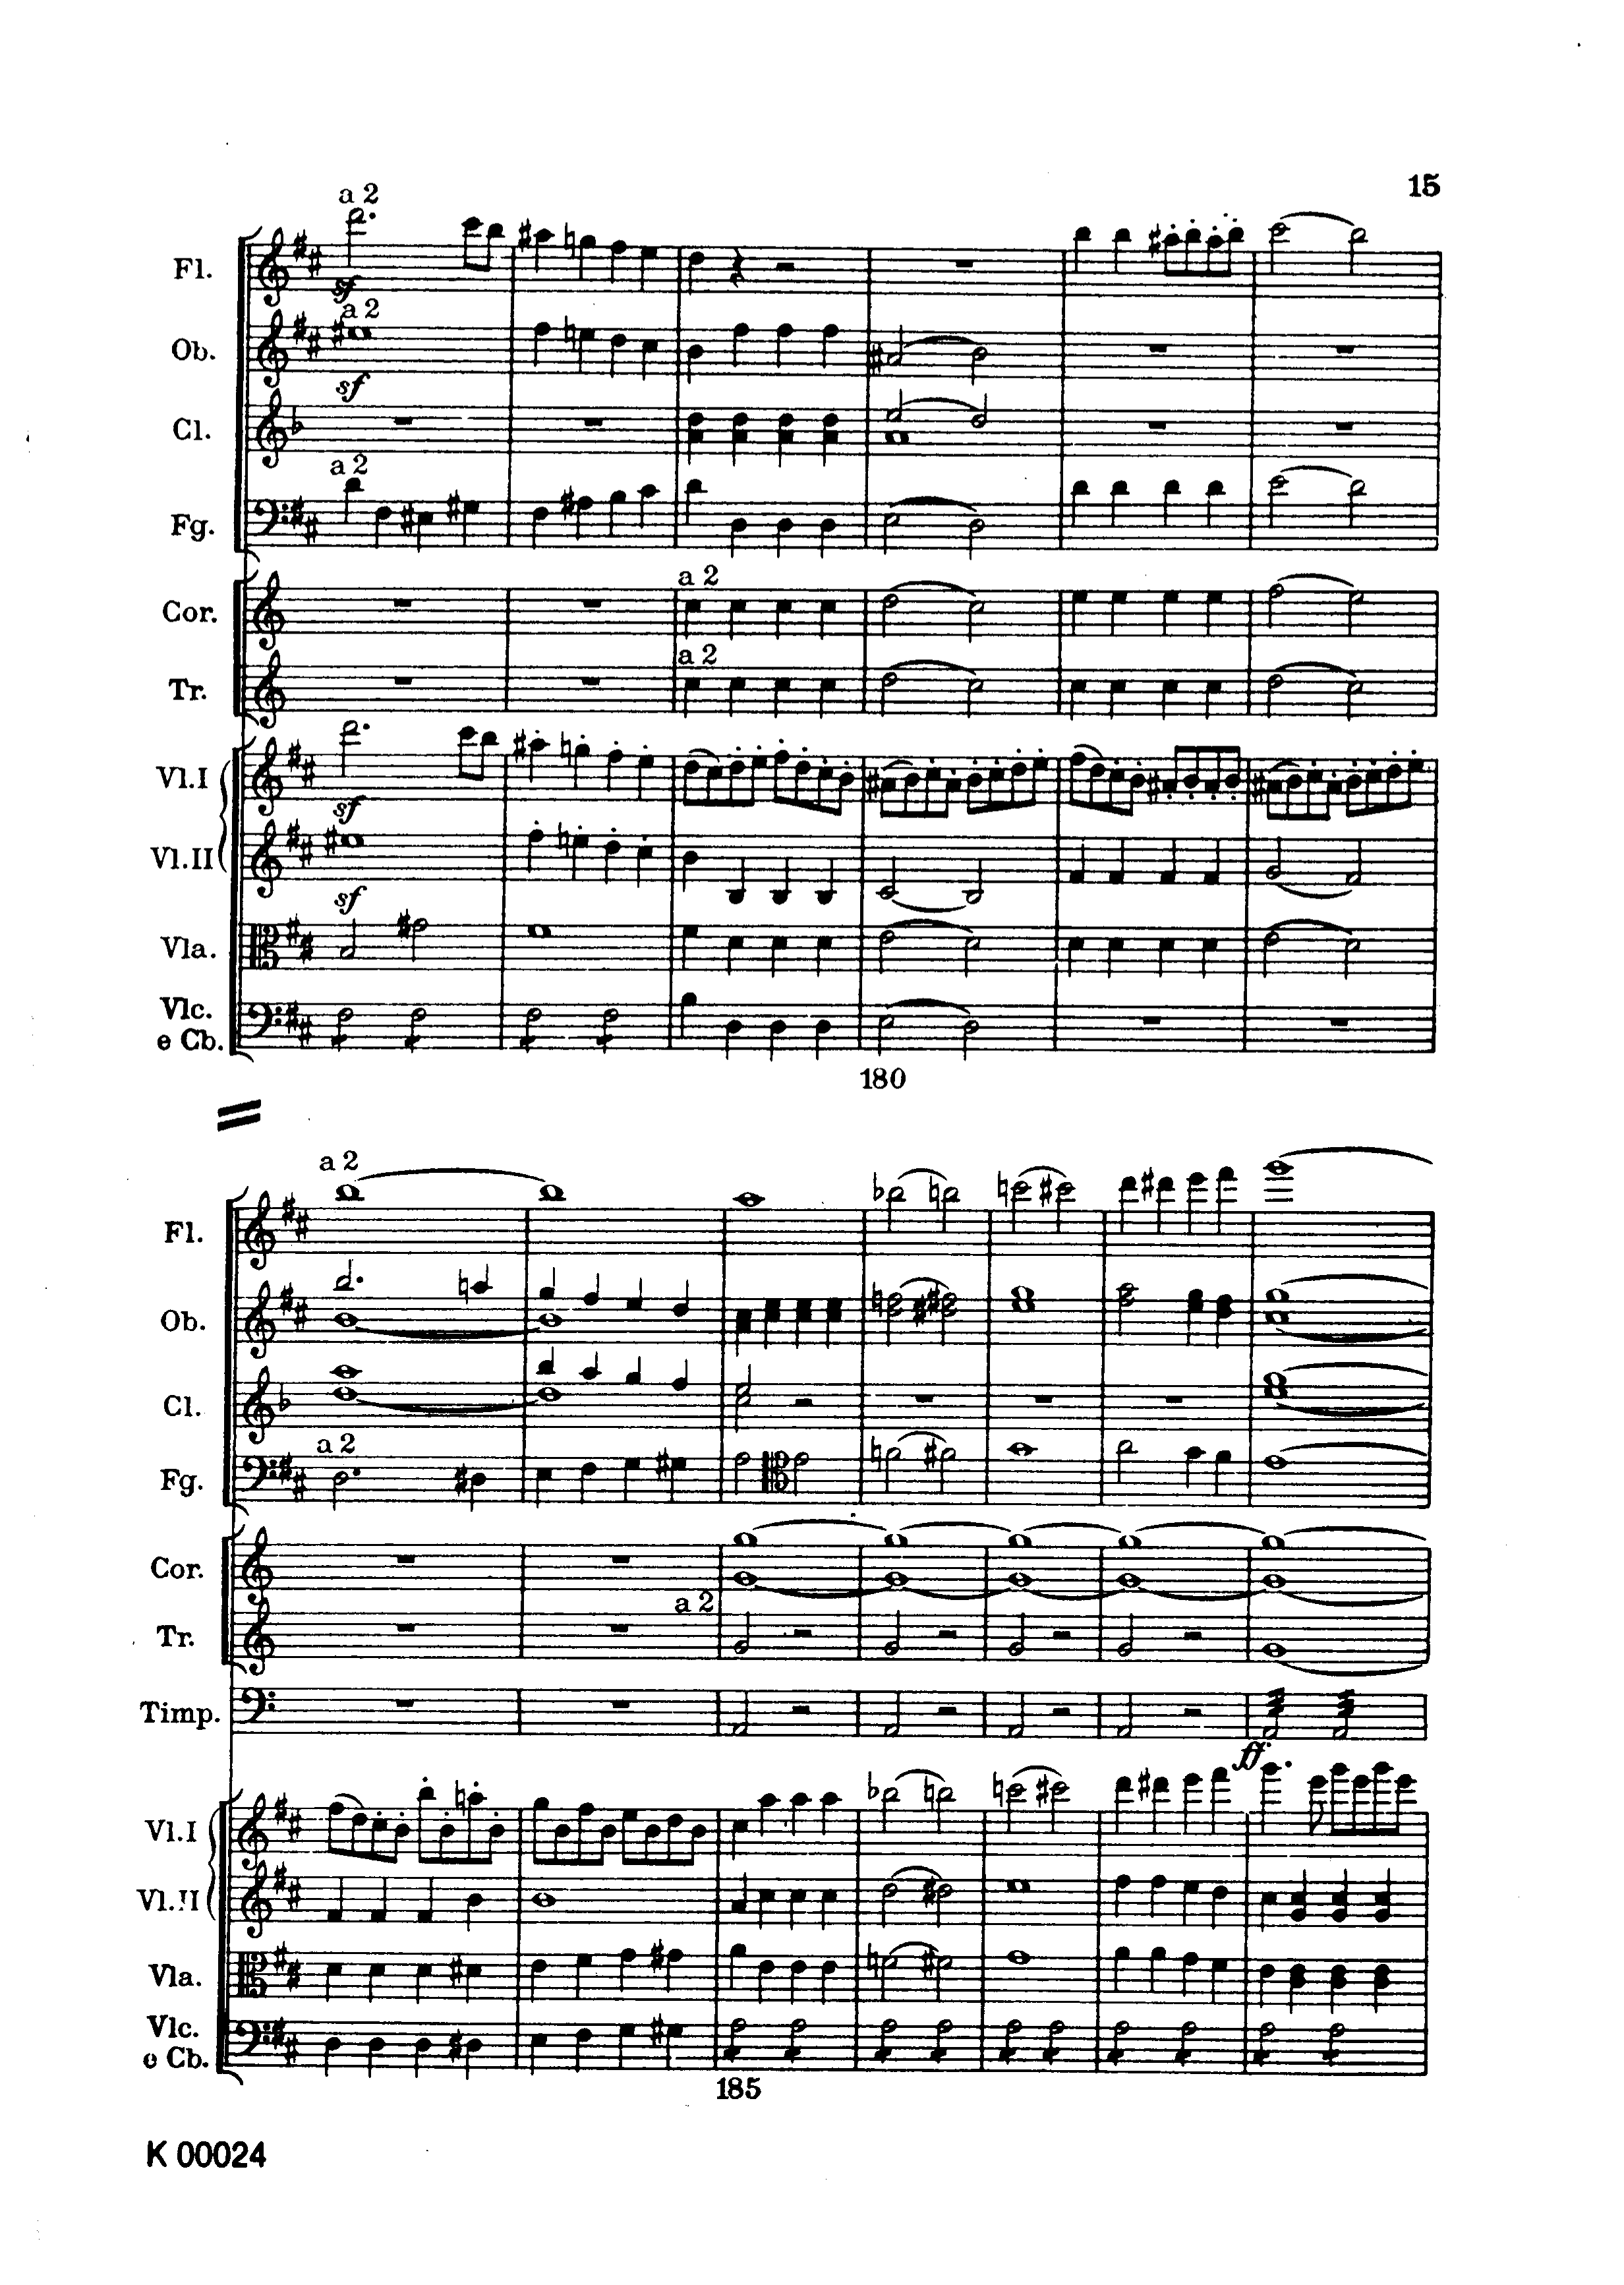 15
a 2
Fl.
sf
a 2
Ob.
sf
Cl.
a 2
Fg.
a 2
Cor.
a 2
Tr.
Vl.I
sf
Vl.II
sf
Vla.
Vlc.
e Cb.
180
a 2
Fl.
Ob.
Cl.
a 2
Fg.
Cor.
a 2
Tr.
Timp.
ff
Vl.I
Vl.II
Vla.
Vlc.
e Cb.
185
K 00024